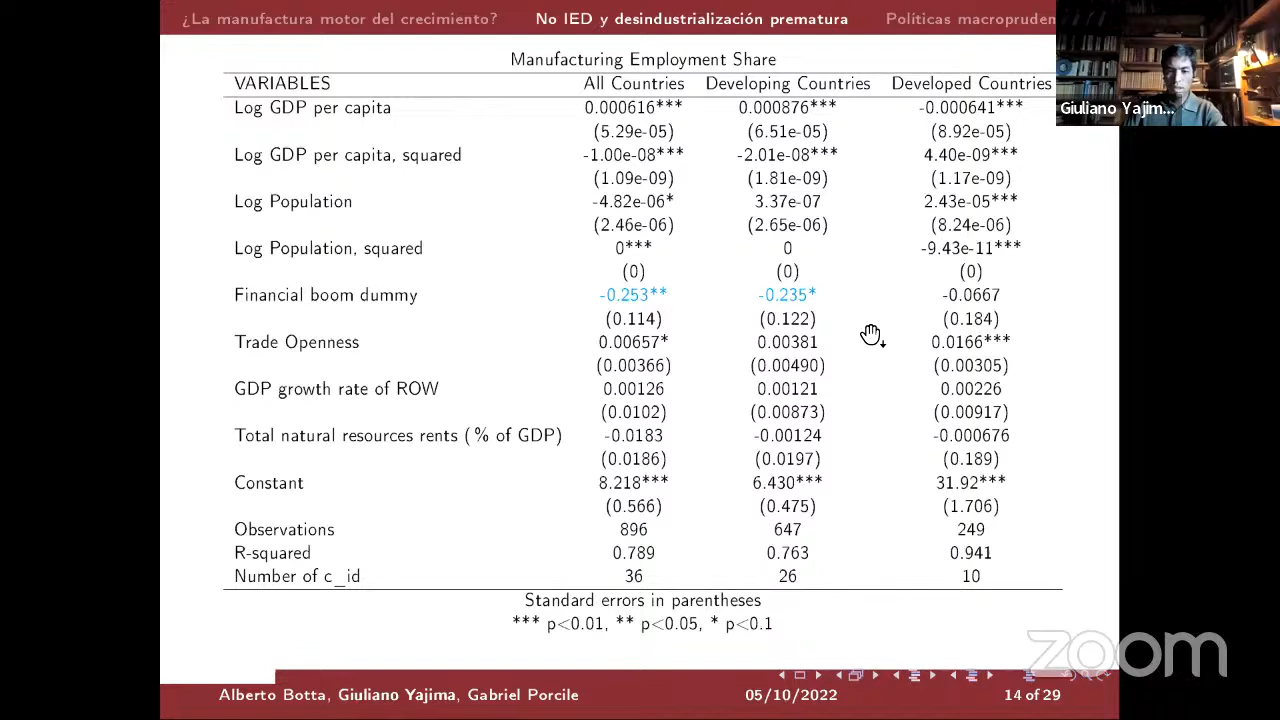 ¿La manufactura motor del crecimiento? No IED y desindustrialización prematura Políticas macropruden
Giuliano Yajim...
Manufacturing Employment Share
VARIABLES All Countries Developing Countries Developed Countries
Log GDP per capita 0.000616*** 0.000876*** -0.000641***
(5.29e-05) (6.51e-05) (8.92e-05)
Log GDP per capita, squared -1.00e-08*** -2.01e-08*** 4.40e-09***
(1.09e-09) (1.81e-09) (1.17e-09)
Log Population -4.82e-06* 3.37e-07 2.43e-05***
(2.46e-06) (2.65e-06) (8.24e-06)
Log Population, squared 0*** 0 -9.43e-11***
(0) (0) (0)
Financial boom dummy -0.253** -0.235* -0.0667
(0.114) (0.122) (0.184)
Trade Openness 0.00657* 0.00381 0.0166***
(0.00366) (0.00490) (0.00305)
GDP growth rate of ROW 0.00126 0.00121 0.00226
(0.0102) (0.00873) (0.00917)
Total natural resources rents (% of GDP) -0.0183 -0.00124 -0.000676
(0.0186) (0.0197) (0.189)
Constant 8.218*** 6.430*** 31.92***
(0.566) (0.475) (1.706)
Observations 896 647 249
R-squared 0.789 0.763 0.941
Number of c_id 36 26 10
Standard errors in parentheses
*** p<0.01, ** p<0.05, * p<0.1
zoom
Alberto Botta, Giuliano Yajima, Gabriel Porcile 05/10/2022 14 of 29